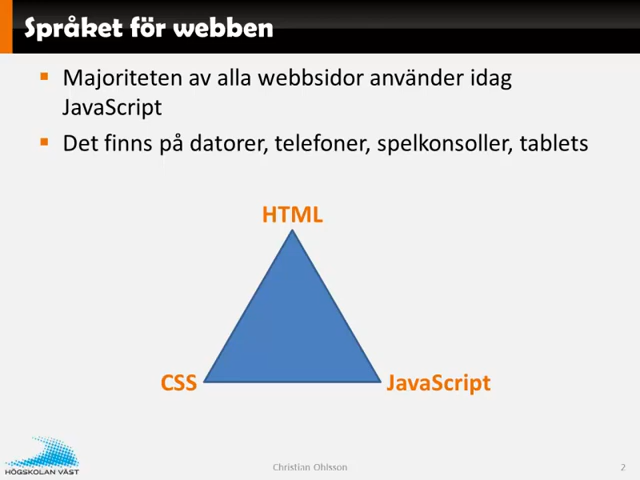 Språket för webben
Majoriteten av alla webbsidor använder idag
JavaScript
Det finns på datorer, telefoner, spelkonsoller, tablets
HTML
CSS
JavaScript
HÖGSKOLAN VÄST
Christian Ohlsson
2